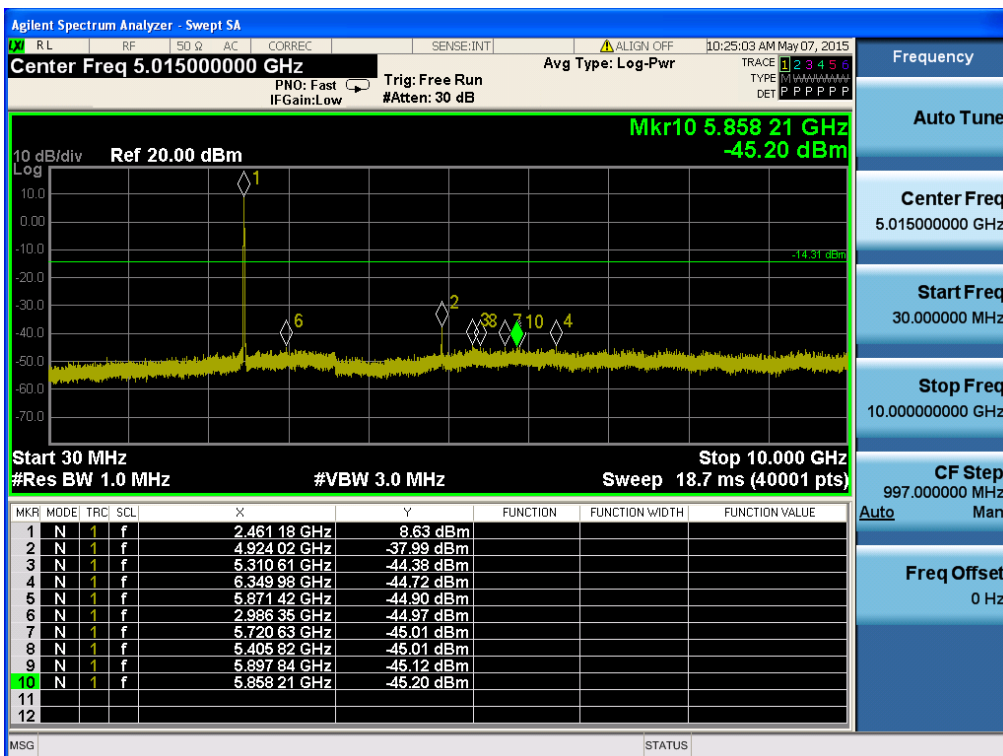 Agilent Spectrum Analyzer - Swept SA
LXI RL RF 50 Ω AC CORREC SENSE:INT ALIGN OFF 10:25:03 AM May 07, 2015
Center Freq 5.015000000 GHz
PNO: Fast
IFGain:Low
Trig: Free Run
#Atten: 30 dB
Avg Type: Log-Pwr
TRACE 1 2 3 4 5 6
TYPE M
DET P P P P P P
Mkr10 5.858 21 GHz
-45.20 dBm
10 dB/div Ref 20.00 dBm
Log
10.0
0.00
-10.0
-20.0
-30.0
-40.0
-50.0
-60.0
-70.0
-14.31 dBm
1
2
6
3 8 7 10 4
Start 30 MHz Stop 10.000 GHz
#Res BW 1.0 MHz #VBW 3.0 MHz Sweep 18.7 ms (40001 pts)
MKR MODE TRC SCL X Y FUNCTION FUNCTION WIDTH FUNCTION VALUE
1 N 1 f 2.461 18 GHz 8.63 dBm
2 N 1 f 4.924 02 GHz -37.99 dBm
3 N 1 f 5.310 61 GHz -44.38 dBm
4 N 1 f 6.349 98 GHz -44.72 dBm
5 N 1 f 5.871 42 GHz -44.90 dBm
6 N 1 f 2.986 35 GHz -44.97 dBm
7 N 1 f 5.720 63 GHz -45.01 dBm
8 N 1 f 5.405 82 GHz -45.01 dBm
9 N 1 f 5.897 84 GHz -45.12 dBm
10 N 1 f 5.858 21 GHz -45.20 dBm
11
12
MSG STATUS
Frequency
Auto Tune
Center Freq
5.015000000 GHz
Start Freq
30.000000 MHz
Stop Freq
10.000000000 GHz
CF Step
997.000000 MHz
Auto Man
Freq Offset
0 Hz